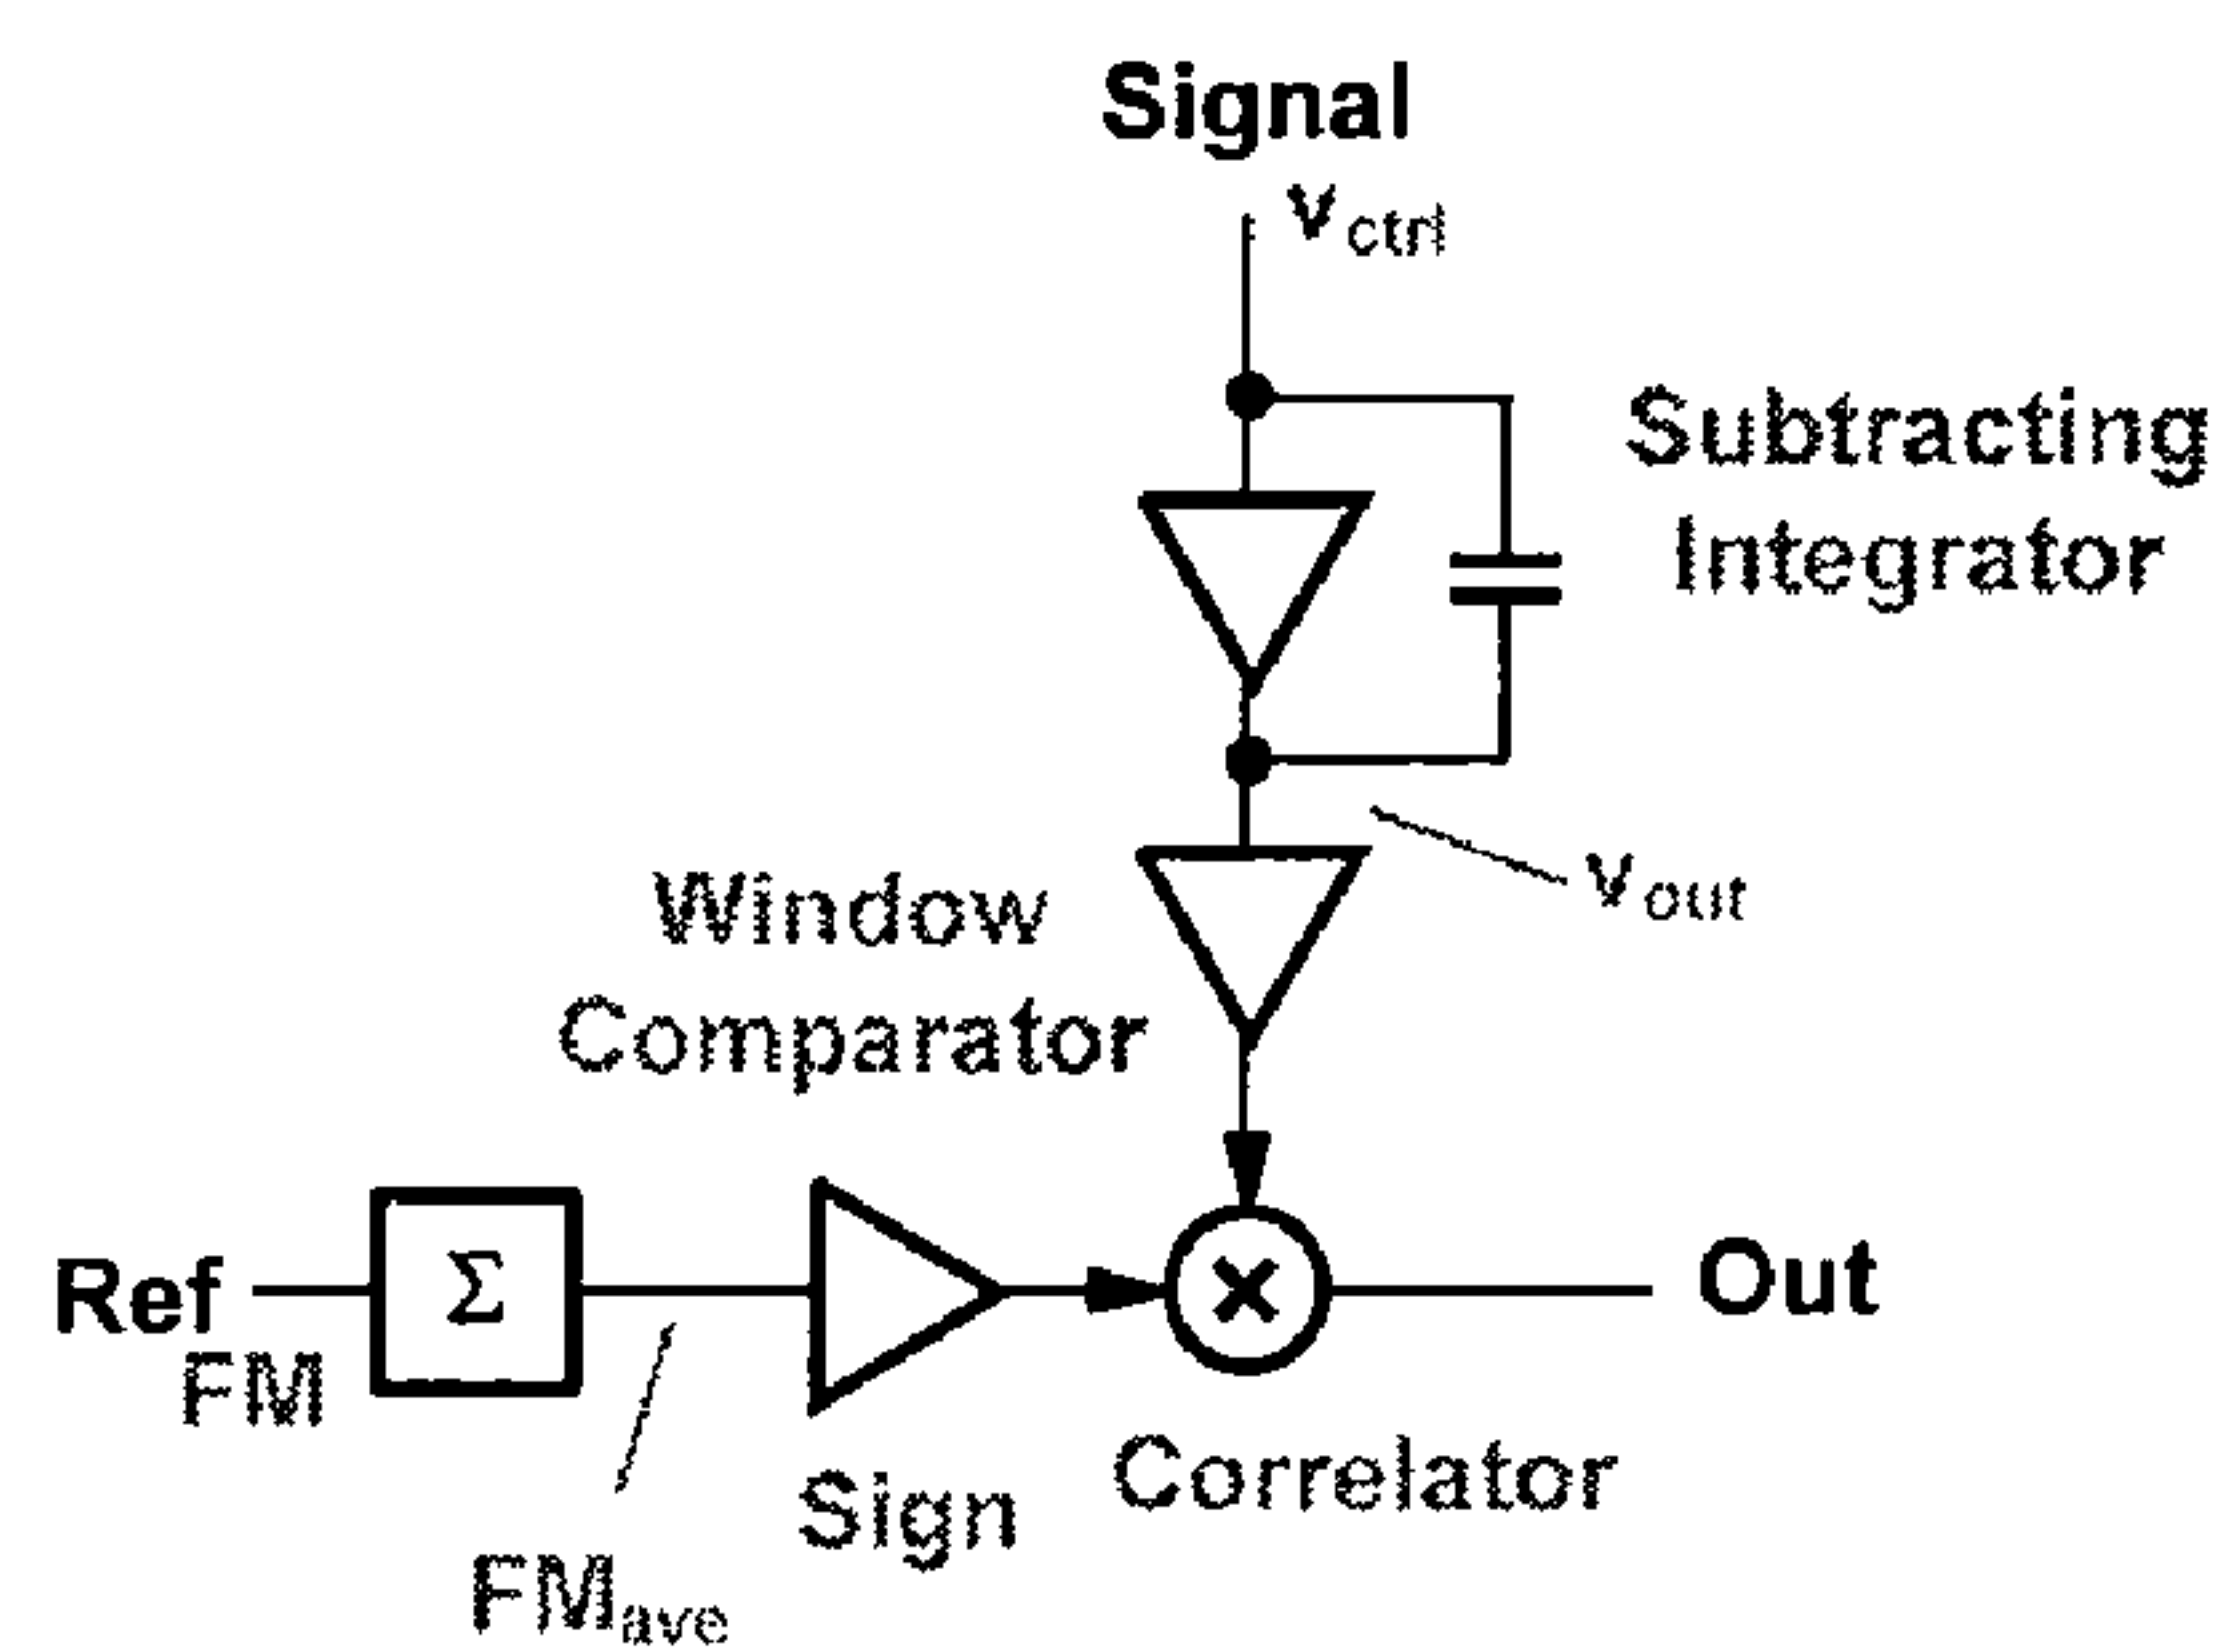 Signal
vctrl
Subtracting
Integrator
vout
Window
Comparator
Ref
FM
Σ
Out
Sign
Correlator
FMave